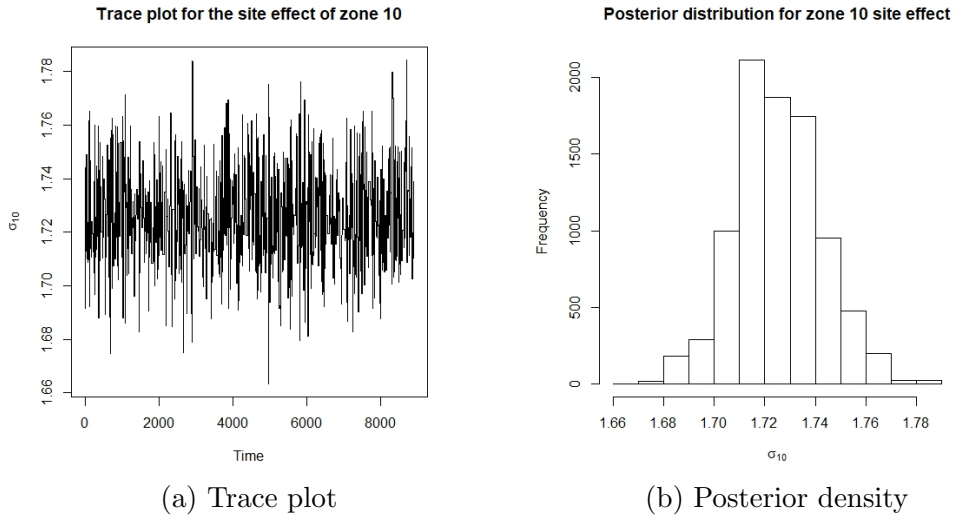 Trace plot for the site effect of zone 10
σ10
1.66 1.68 1.70 1.72 1.74 1.76 1.78
0 2000 4000 6000 8000
Time
(a) Trace plot
Posterior distribution for zone 10 site effect
Frequency
0 500 1000 1500 2000
1.66 1.68 1.70 1.72 1.74 1.76 1.78
σ10
(b) Posterior density